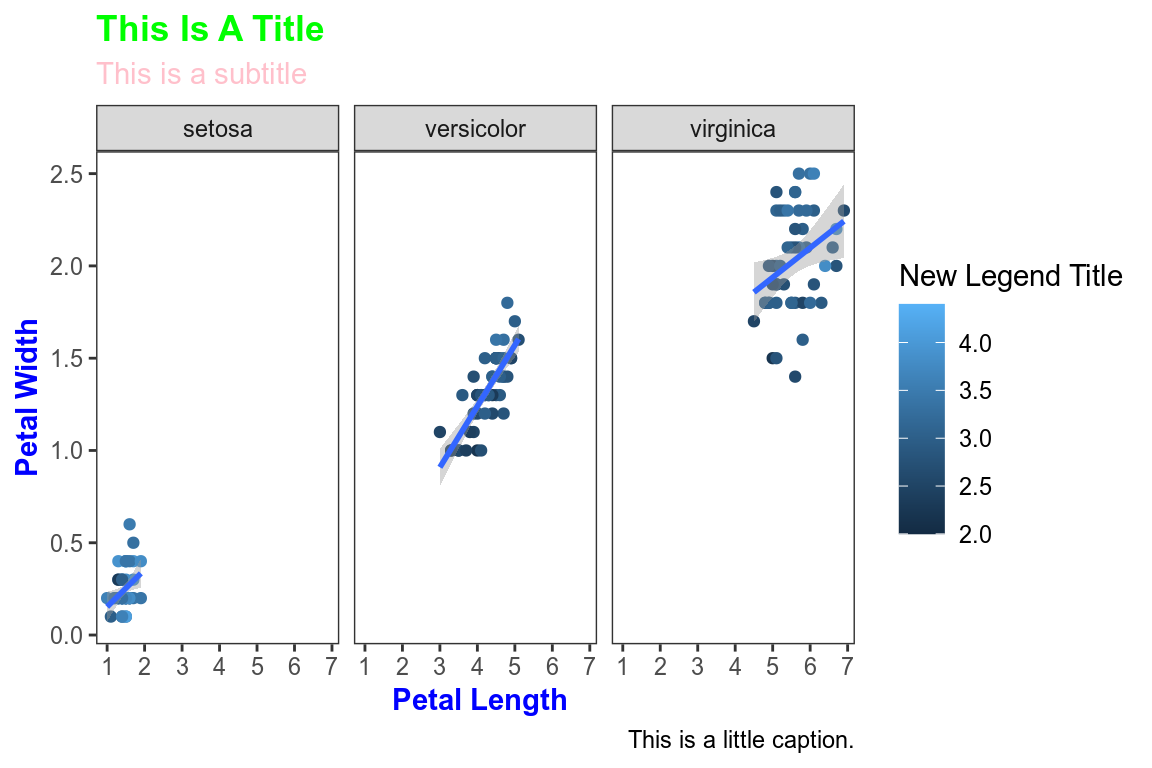 This Is A Title
This is a subtitle
setosa versicolor virginica
2.5
2.0
1.5
1.0
0.5
0.0
Petal Width
1 2 3 4 5 6 7 1 2 3 4 5 6 7 1 2 3 4 5 6 7
Petal Length
New Legend Title
4.0
3.5
3.0
2.5
2.0
This is a little caption.